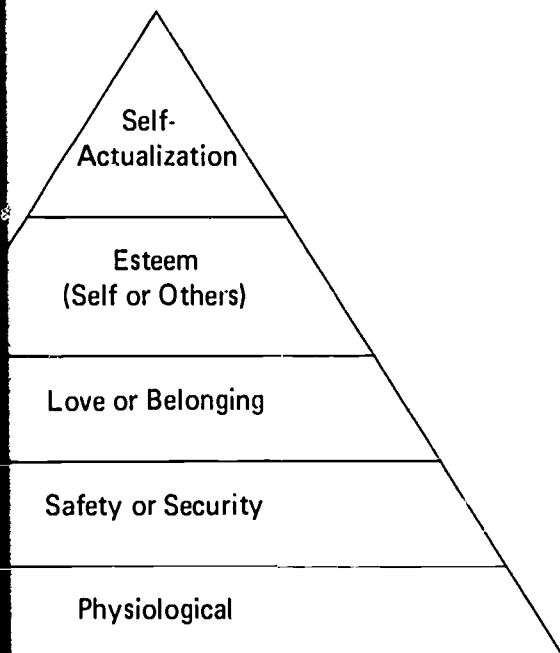 Self-
Actualization
Esteem
(Self or Others)
Love or Belonging
Safety or Security
Physiological